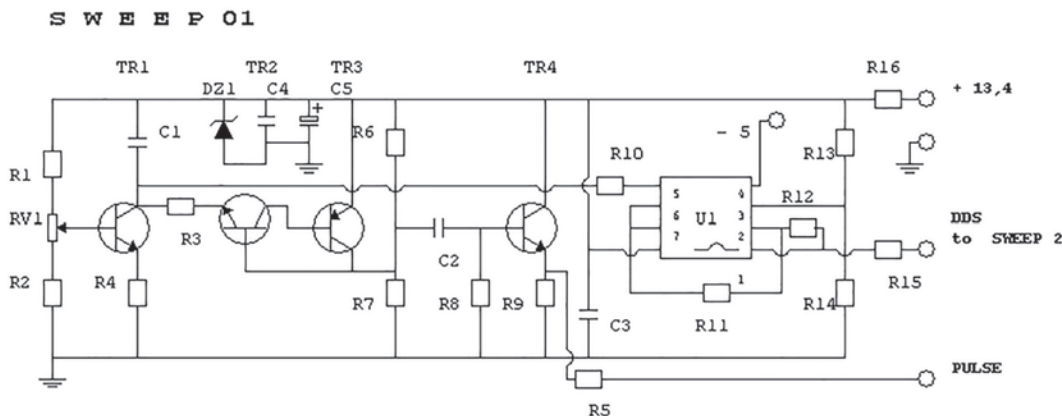 S W E E P 01
TR1 TR2 TR3 TR4 R16
DZ1 C4 C5 + 13,4
+
C1 R6 - 5 R13
R1 R10
5 4 R12
RV1 6 U1 3 DDS
R3 7 2 to SWEEP 2
C2
R2 R4 R7 R8 R9 1 R14 R15
C3 R11
PULSE
R5